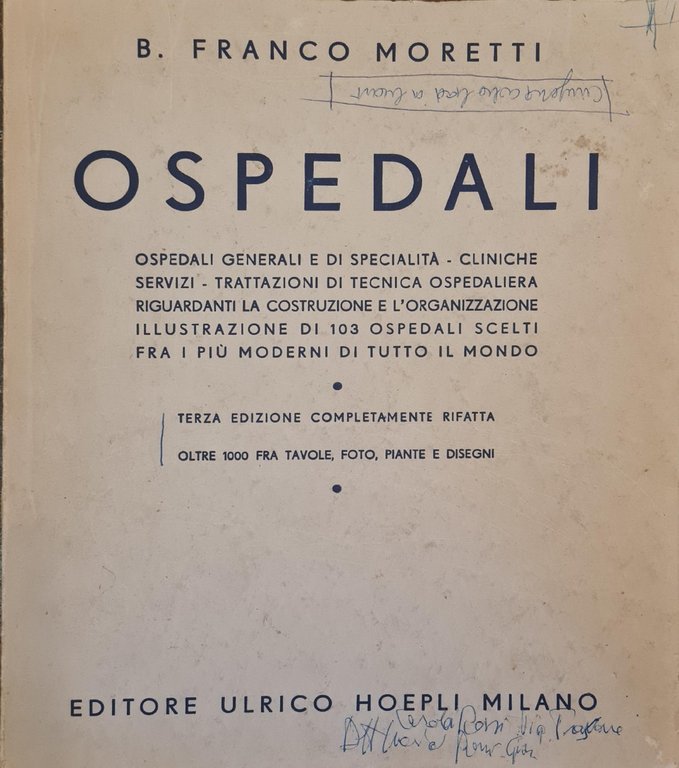 B. FRANCO MORETTI
OSPEDALI
OSPEDALI GENERALI E DI SPECIALITÀ - CLINICHE
SERVIZI - TRATTAZIONI DI TECNICA OSPEDALIERA
RIGUARDANTI LA COSTRUZIONE E L'ORGANIZZAZIONE
ILLUSTRAZIONE DI 103 OSPEDALI SCELTI
FRA I PIÙ MODERNI DI TUTTO IL MONDO
TERZA EDIZIONE COMPLETAMENTE RIFATTA
OLTRE 1000 FRA TAVOLE, FOTO, PIANTE E DISEGNI
EDITORE ULRICO HOEPLI MILANO